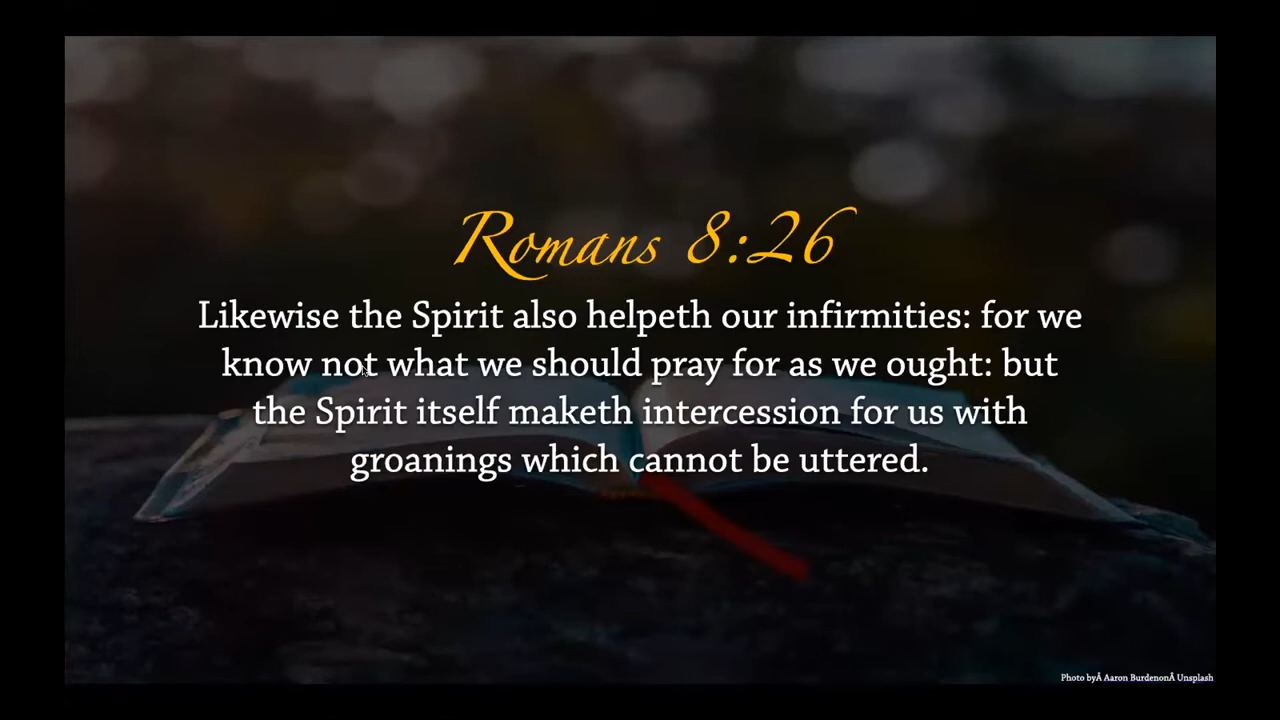 Romans 8:26
Likewise the Spirit also helpeth our infirmities: for we
know not what we should pray for as we ought: but
the Spirit itself maketh intercession for us with
groanings which cannot be uttered.
Photo byÂ Aaron BurdenonÂ Unsplash